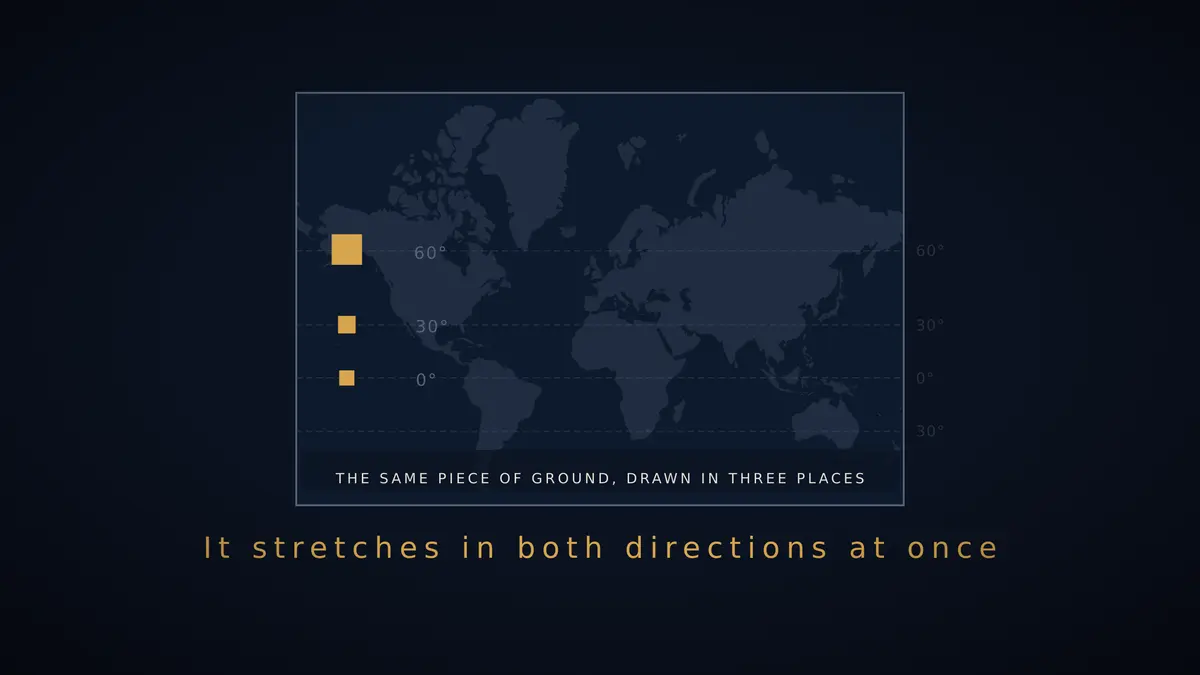 60° 60°
30° 30°
0° 0°
30°
THE SAME PIECE OF GROUND, DRAWN IN THREE PLACES
It stretches in both directions at once